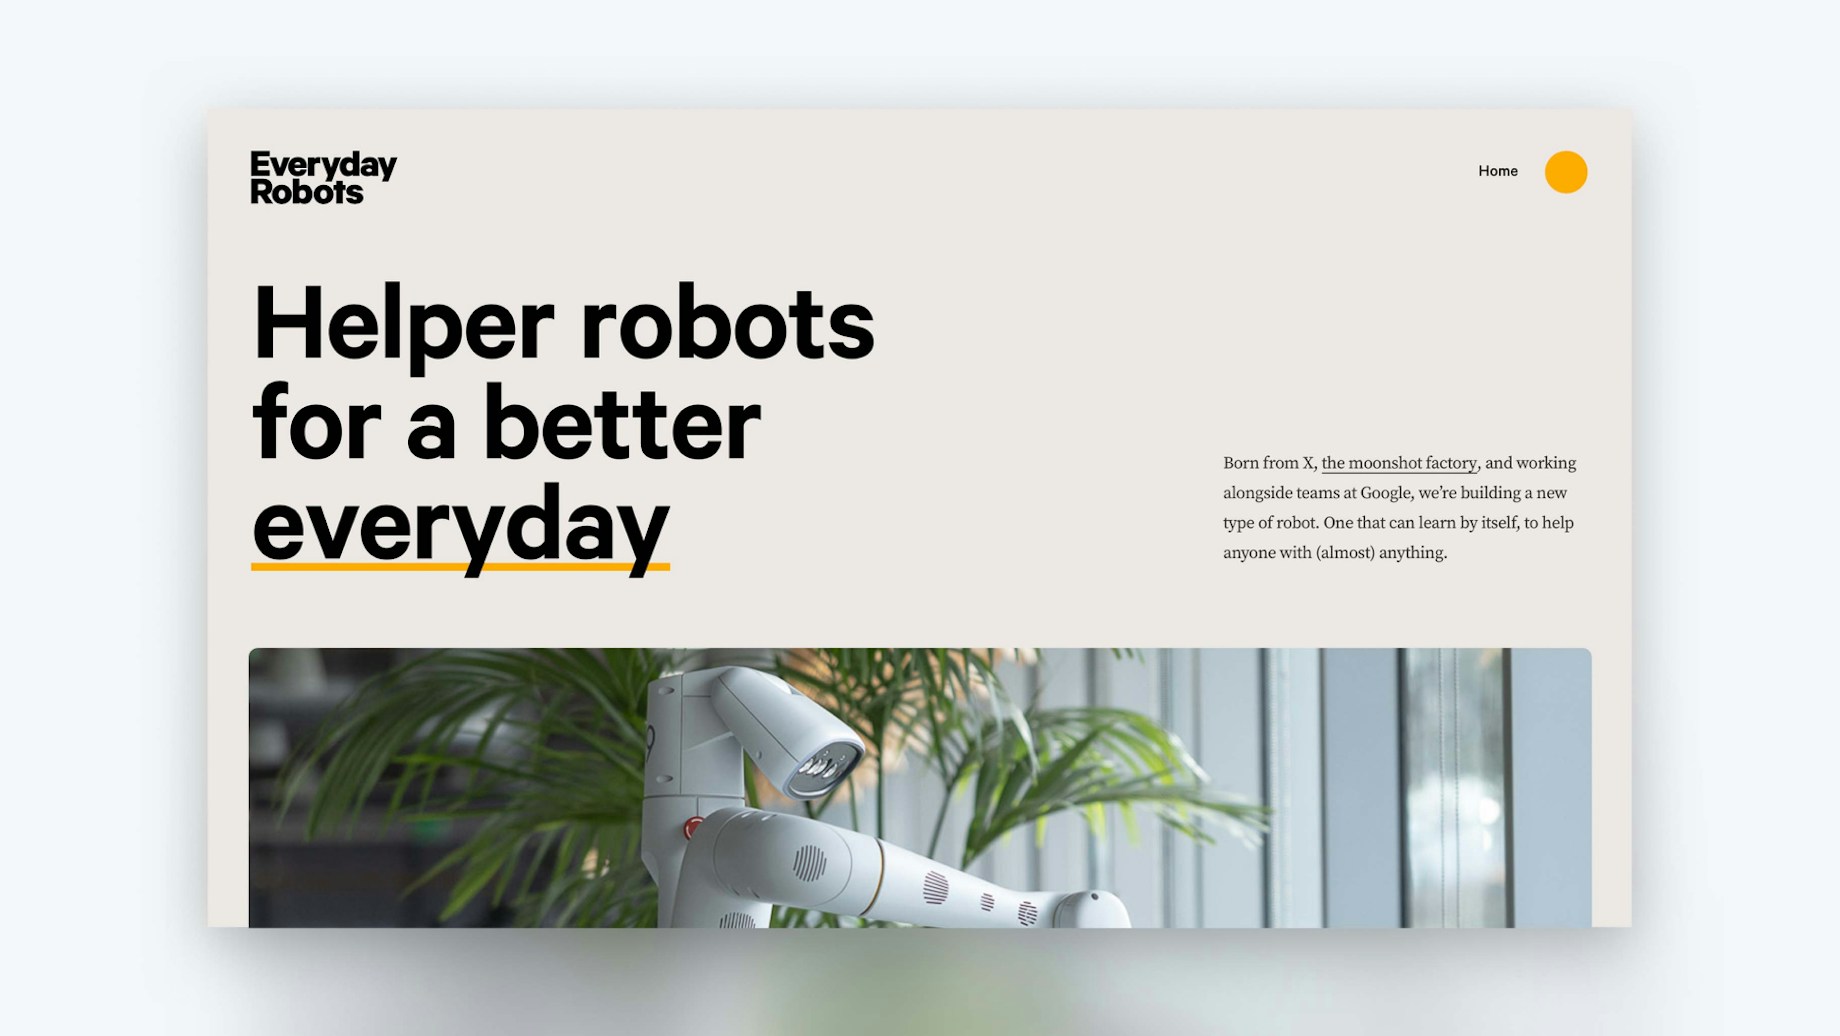 Everyday
Robots
Home
Helper robots
for a better
everyday
Born from X, the moonshot factory, and working
alongside teams at Google, we’re building a new
type of robot. One that can learn by itself, to help
anyone with (almost) anything.
9